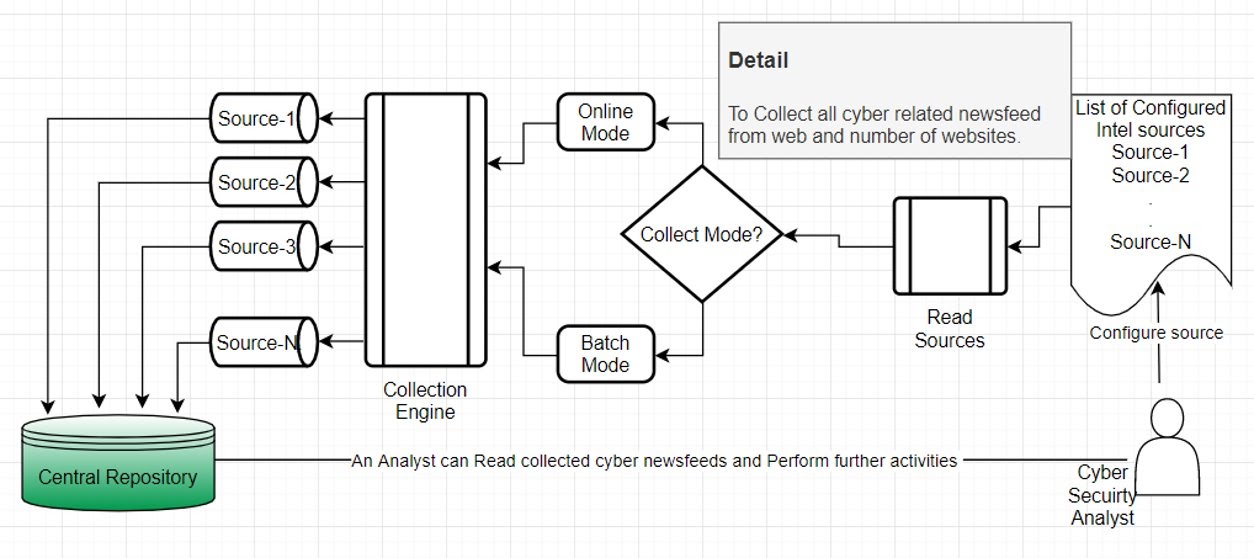 Detail
To Collect all cyber related newsfeed
from web and number of websites.
List of Configured
Intel sources
Source-1
Source-2
.
.
Source-N
Online
Mode
Source-1
Source-2
Source-3
Source-N
Collect Mode?
Batch
Mode
Read
Sources
Configure source
Collection
Engine
Central Repository
An Analyst can Read collected cyber newsfeeds and Perform further activities
Cyber
Secuirty
Analyst